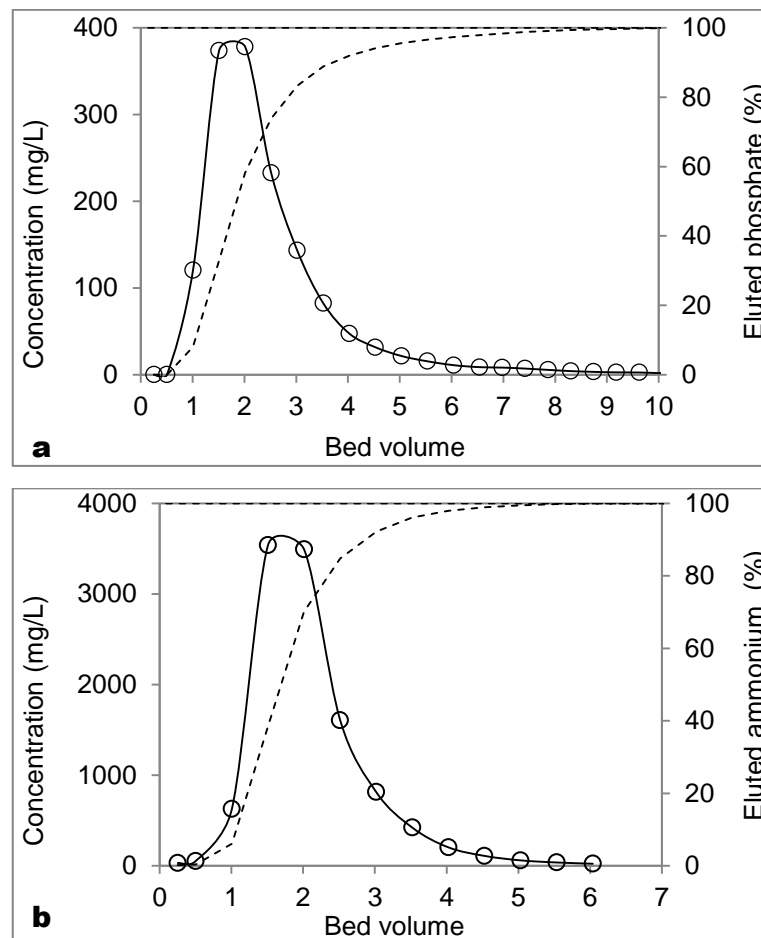 400
300
200
100
0
Concentration (mg/L)
100
80
60
40
20
0
Eluted phosphate (%)
0 1 2 3 4 5 6 7 8 9 10
Bed volume
a
4000
3000
2000
1000
0
Concentration (mg/L)
100
80
60
40
20
0
Eluted ammonium (%)
0 1 2 3 4 5 6 7
Bed volume
b